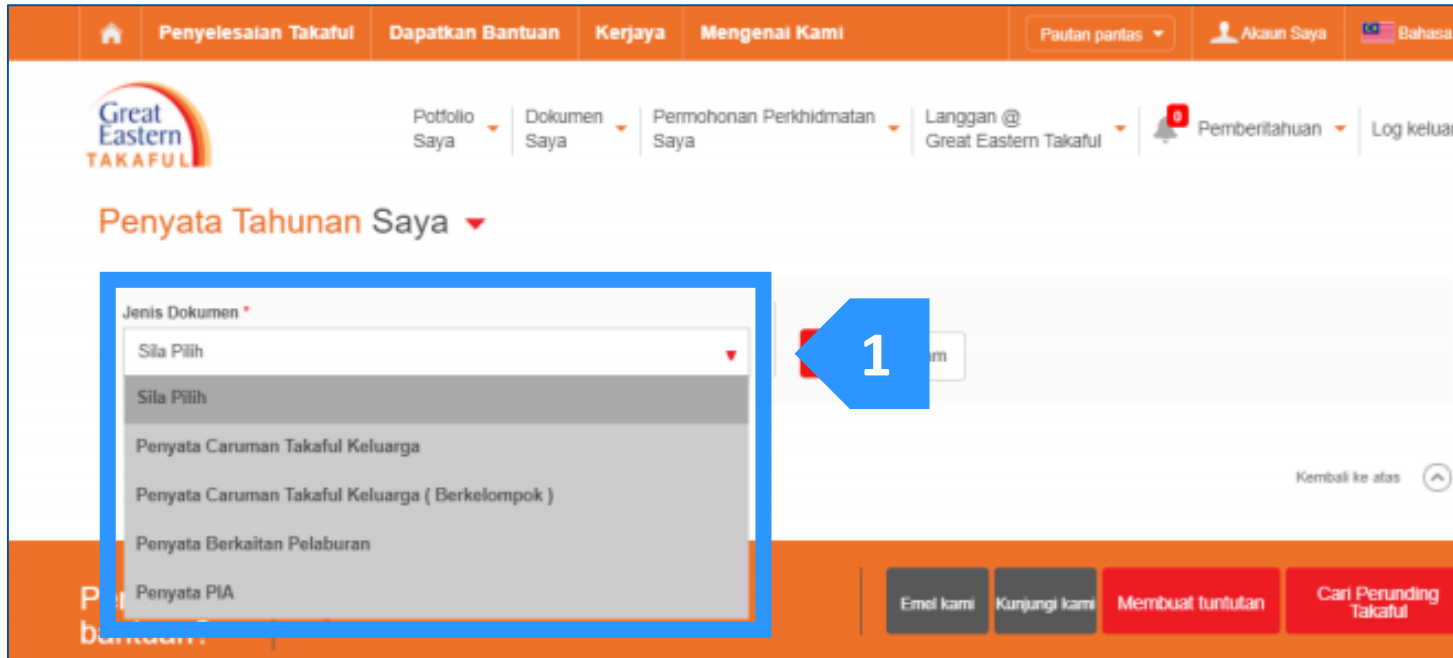 Penyelesaian Takaful Dapatkan Bantuan Kerjaya Mengenai Kami Pautan pantas Akaun Saya Bahasa
Great
Eastern
TAKAFUL
Potfolio
Saya
Dokumen
Saya
Permohonan Perkhidmatan
Saya
Langgan @
Great Eastern Takaful
0
Pemberitahuan
Log keluar
Penyata Tahunan Saya
Jenis Dokumen *
Sila Pilih
1
Sila Pilih
Penyata Caruman Takaful Keluarga
Penyata Caruman Takaful Keluarga ( Berkelompok )
Penyata Berkaitan Pelaburan
Penyata PIA
Kembali ke atas
Emel kami Kunjungi kami Membuat tuntutan Cari Perunding
Takaful